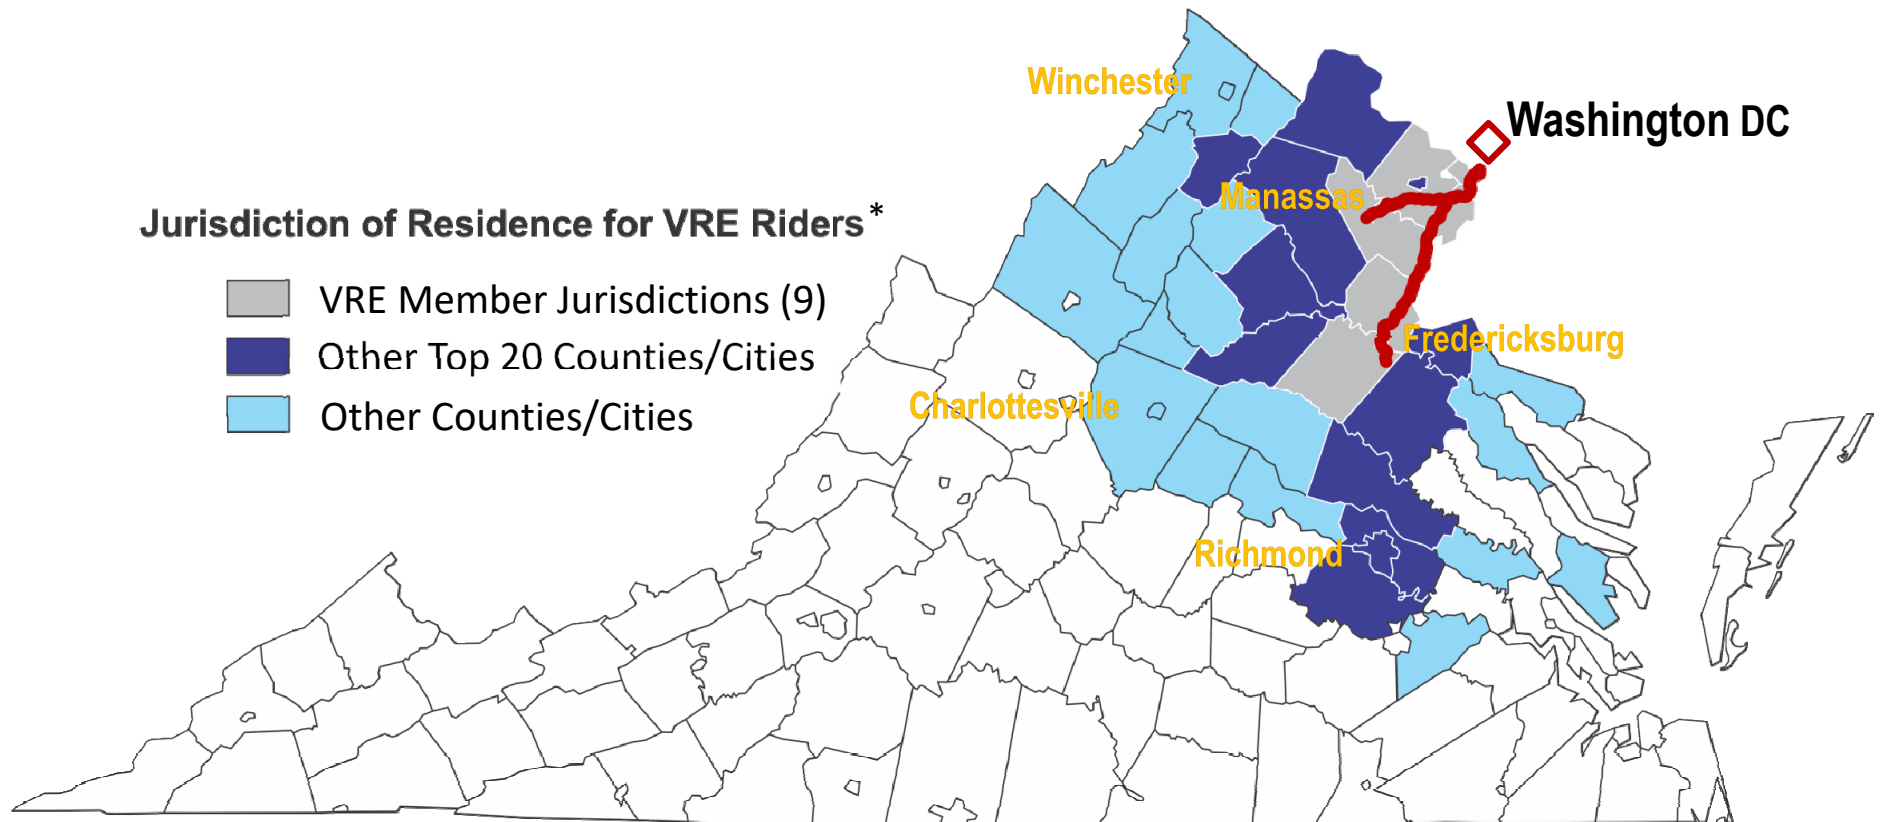 Winchester
Washington DC
Manassas
Jurisdiction of Residence for VRE Riders*
VRE Member Jurisdictions (9)
Other Top 20 Counties/Cities
Fredericksburg
Other Counties/Cities
Charlottesville
Richmond